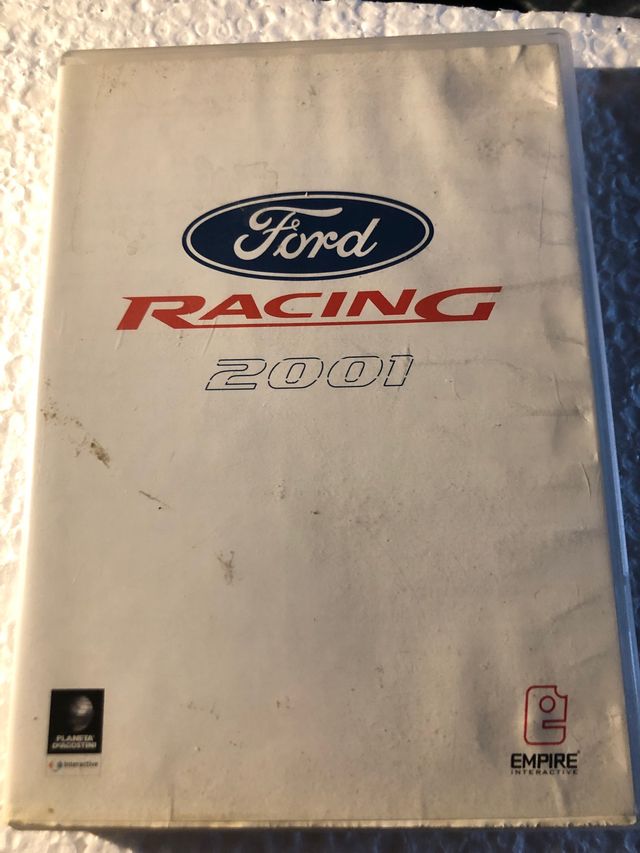 Ford
RACING
2001
PLANETA
DEAGOSTINI
Interactive
EMPIRE®
INTERACTIVE